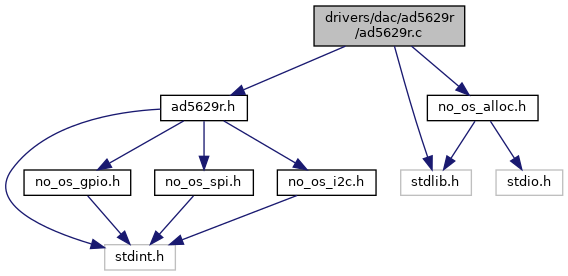 drivers/dac/ad5629r
/ad5629r.c
ad5629r.h
no_os_alloc.h
no_os_gpio.h
no_os_spi.h
no_os_i2c.h
stdlib.h
stdio.h
stdint.h